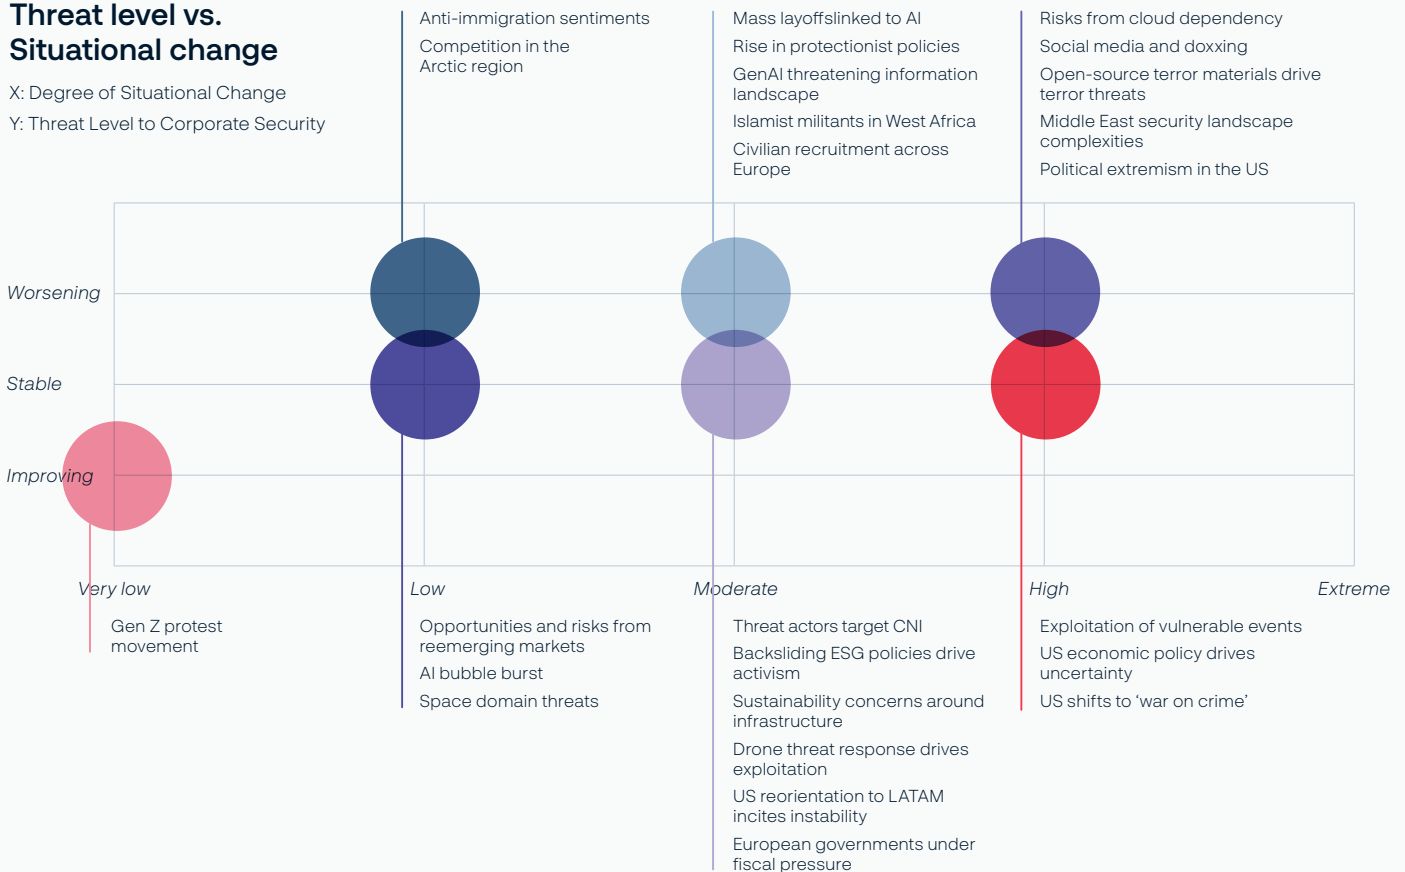 Threat level vs.
Situational change
X: Degree of Situational Change
Y: Threat Level to Corporate Security
Anti-immigration sentiments
Competition in the
Arctic region
Mass layoffslinked to AI
Rise in protectionist policies
GenAI threatening information
landscape
Islamist militants in West Africa
Civilian recruitment across
Europe
Risks from cloud dependency
Social media and doxxing
Open-source terror materials drive
terror threats
Middle East security landscape
complexities
Political extremism in the US
Worsening
Stable
Improving
Very low
Low
Moderate
High
Extreme
Gen Z protest
movement
Opportunities and risks from
reemerging markets
AI bubble burst
Space domain threats
Threat actors target CNI
Backsliding ESG policies drive
activism
Sustainability concerns around
infrastructure
Drone threat response drives
exploitation
US reorientation to LATAM
incites instability
European governments under
fiscal pressure
Exploitation of vulnerable events
US economic policy drives
uncertainty
US shifts to ‘war on crime’